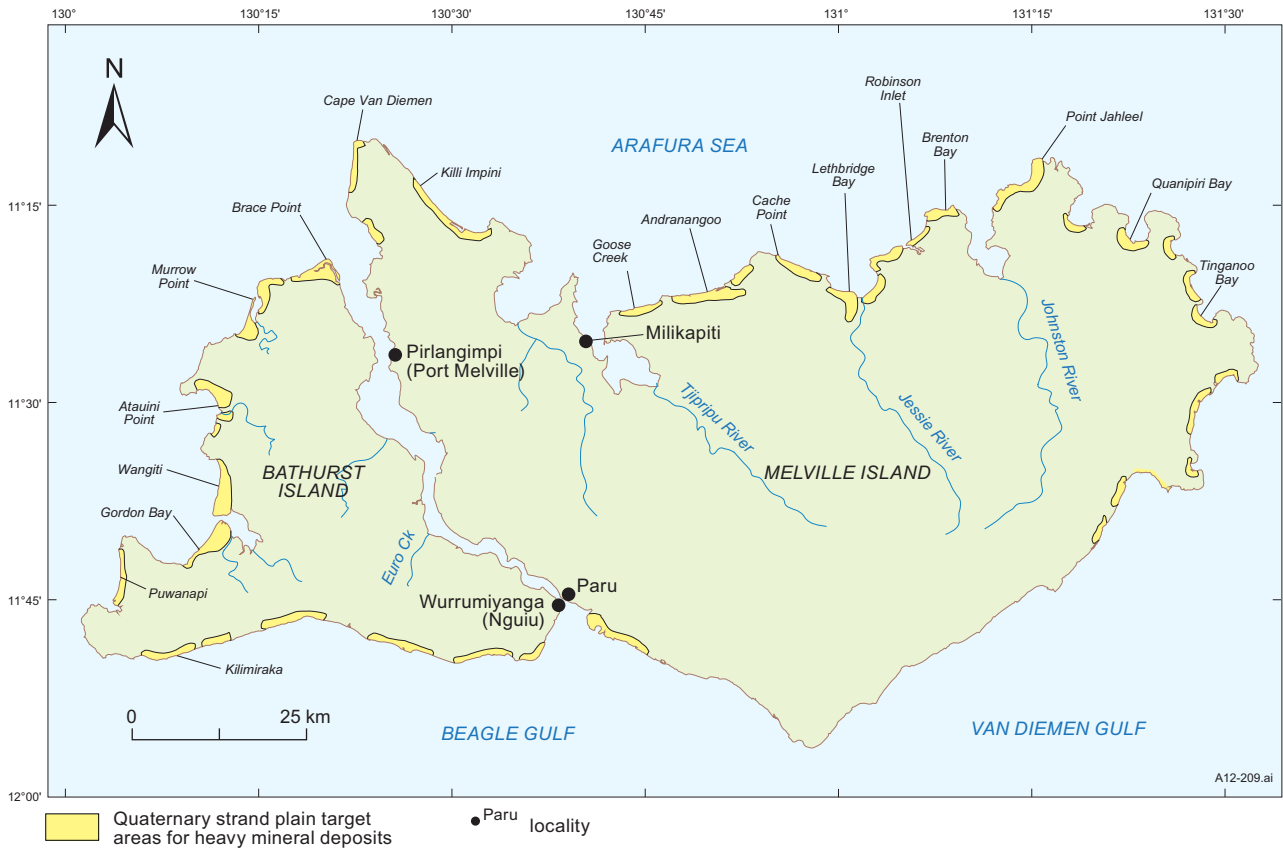 130°
130°15'
130°30'
130°45'
131°
131°15'
131°30'
N
Cape Van Diemen
Killi Impini
Brace Point
Murrow
Point
ARAFURA SEA
Robinson
Inlet
Brenton
Bay
Point Jahleel
Lethbridge
Bay
Quanipiri Bay
Cache
Point
Andranangoo
Goose
Creek
Tinganoo
Bay
11°15'
11°30'
11°45'
12°00'
Milikapiti
Pirlangimpi
(Port Melville)
Johnston River
Jessie River
Tjipripu River
Atauini
Point
Wangiti
BATHURST
ISLAND
MELVILLE ISLAND
Gordon Bay
Euro Ck
Puwanapi
Paru
Wurrumiyanga
(Nguiu)
Kilimiraka
0
25 km
BEAGLE GULF
VAN DIEMEN GULF
A12-209.ai
Quaternary strand plain target
areas for heavy mineral deposits
Paru
locality